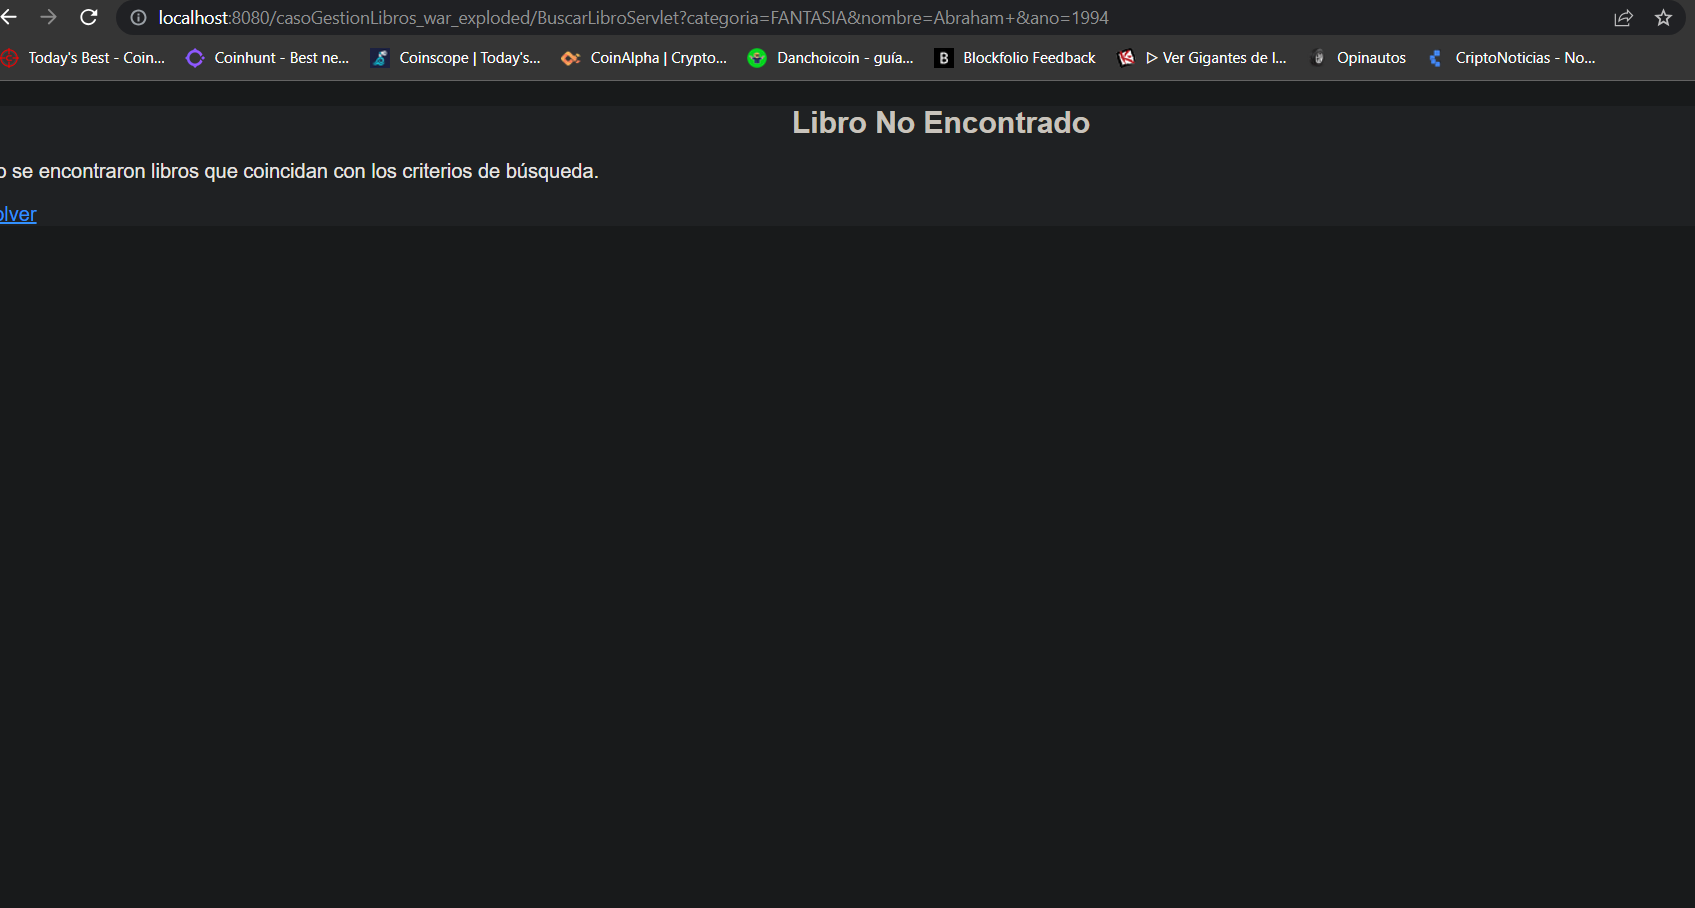 localhost:8080/casoGestionLibros_war_exploded/BuscarLibroServlet?categoria=FANTASIA&nombre=Abraham+&ano=1994
Today's Best - Coin... Coinhunt - Best ne... Coinscope | Today's... CoinAlpha | Crypto... Danchoicoin - guía... B Blockfolio Feedback ᐅ Ver Gigantes de l... Opinautos CriptoNoticias - No...
Libro No Encontrado
o se encontraron libros que coincidan con los criterios de búsqueda.
olver